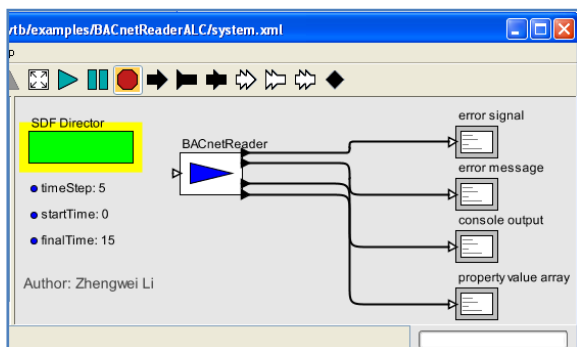 /tb/examples/BACnetReaderALC/system.xml
SDF Director
BACnetReader
timeStep: 5
startTime: 0
finalTime: 15
Author: Zhengwei Li
error signal
error message
console output
property value array